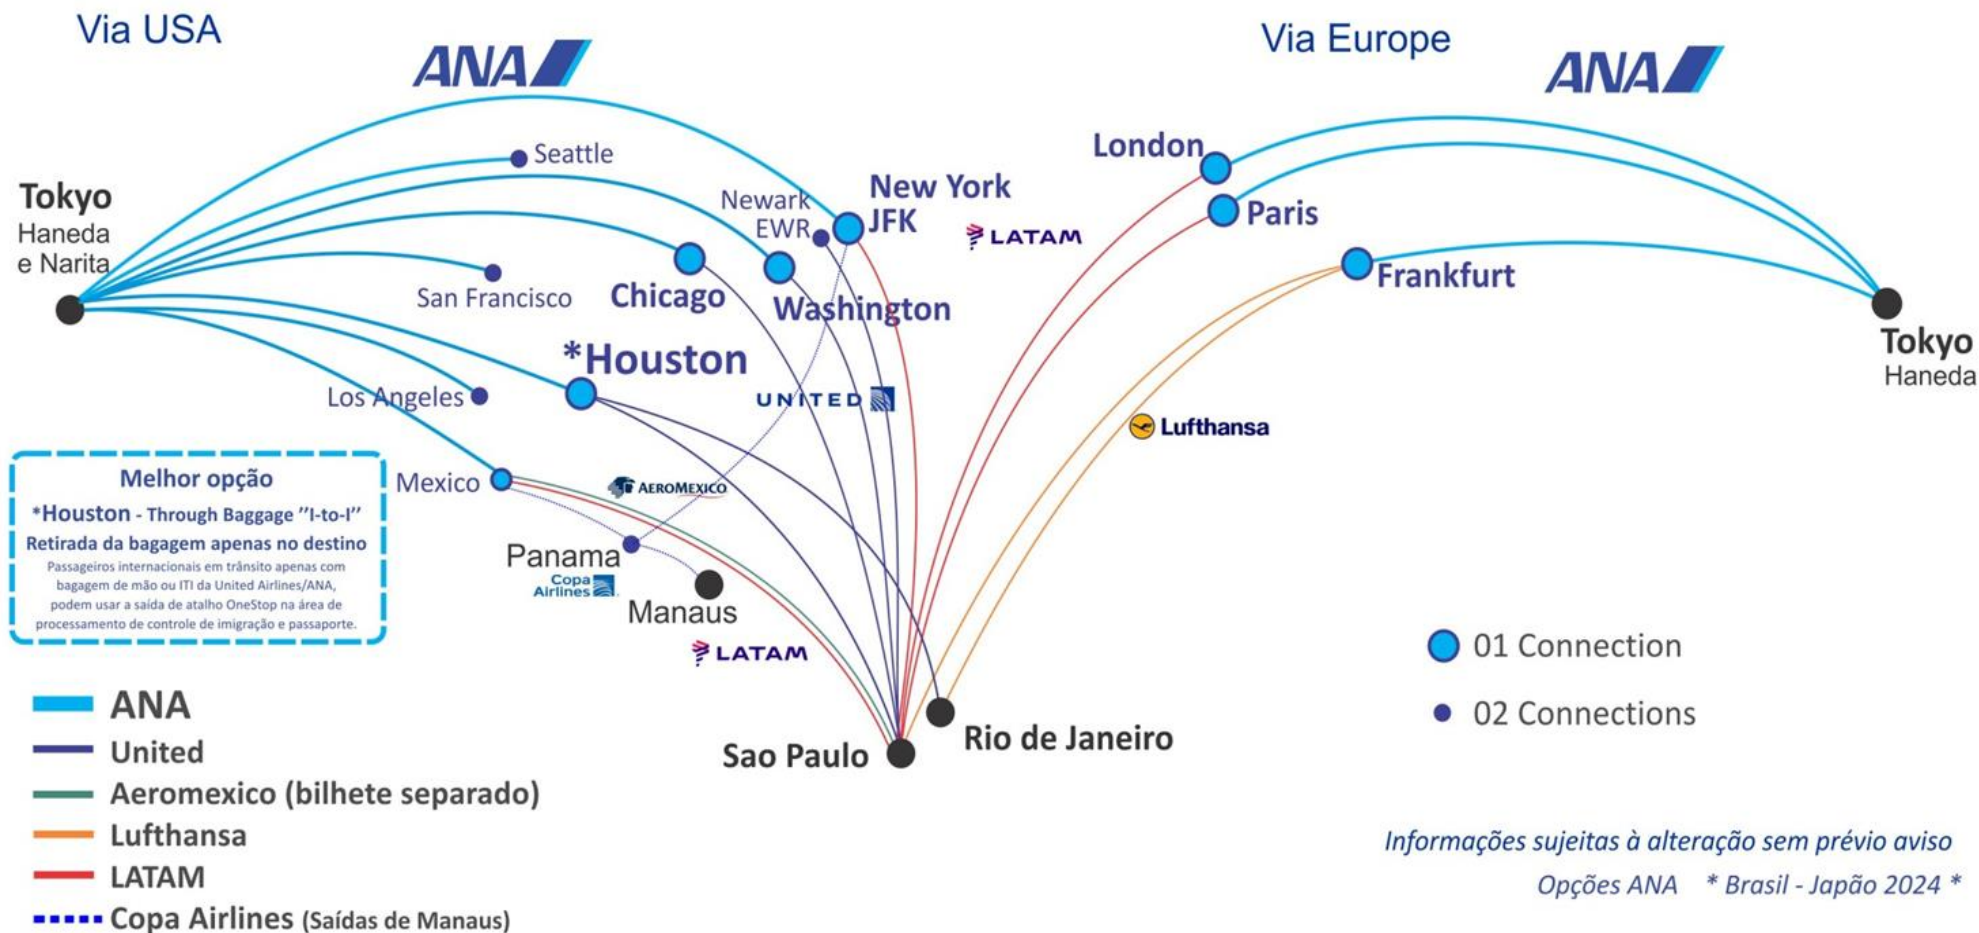 Via USA
ANA
Via Europe
ANA
Seattle
London
Tokyo
Haneda
e Narita
Newark
EWR
New York
JFK
LATAM
Paris
San Francisco
Chicago
Washington
Frankfurt
*Houston
Tokyo
Haneda
Los Angeles
UNITED
Lufthansa
Melhor opção
*Houston - Through Baggage "I-to-I"
Retirada da bagagem apenas no destino
Passageiros internacionais em trânsito apenas com
bagagem de mão ou ITI da United Airlines/ANA,
podem usar a saída de atalho OneStop na área de
processamento de controle de imigração e passaporte.
Mexico
AEROMEXICO
Panama
Copa
Airlines
Manaus
LATAM
01 Connection
02 Connections
Sao Paulo
Rio de Janeiro
ANA
United
Aeromexico (bilhete separado)
Lufthansa
LATAM
Copa Airlines (Saídas de Manaus)
Informações sujeitas à alteração sem prévio aviso
Opções ANA * Brasil - Japão 2024 *